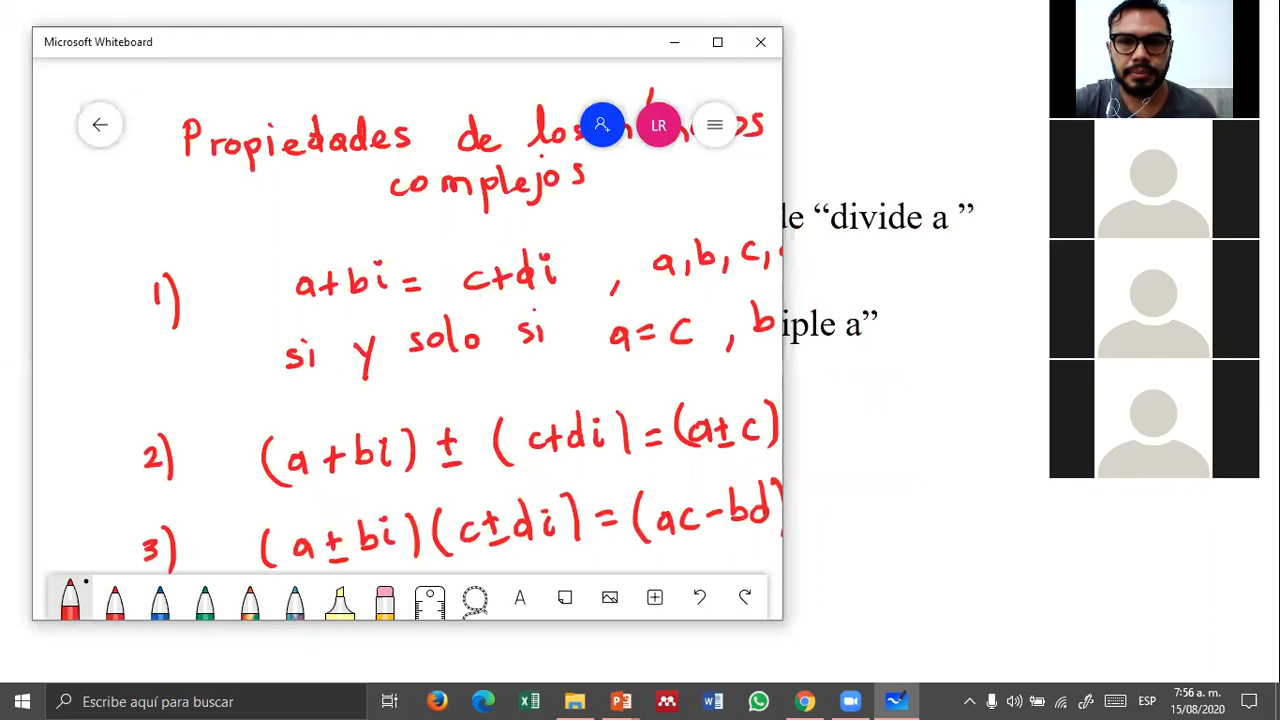 Microsoft Whiteboard
LR
Propiedades de los
complejos
de “divide a ”
1) a+bi = c+di , a, b, c,
si y solo si a = c , b
iple a”
2) (a+bi) ± (c+di) = (a±c)
3) (a±bi)(c±di) = (ac-bd)
A
Escribe aquí para buscar
ESP
7:56 a. m.
15/08/2020